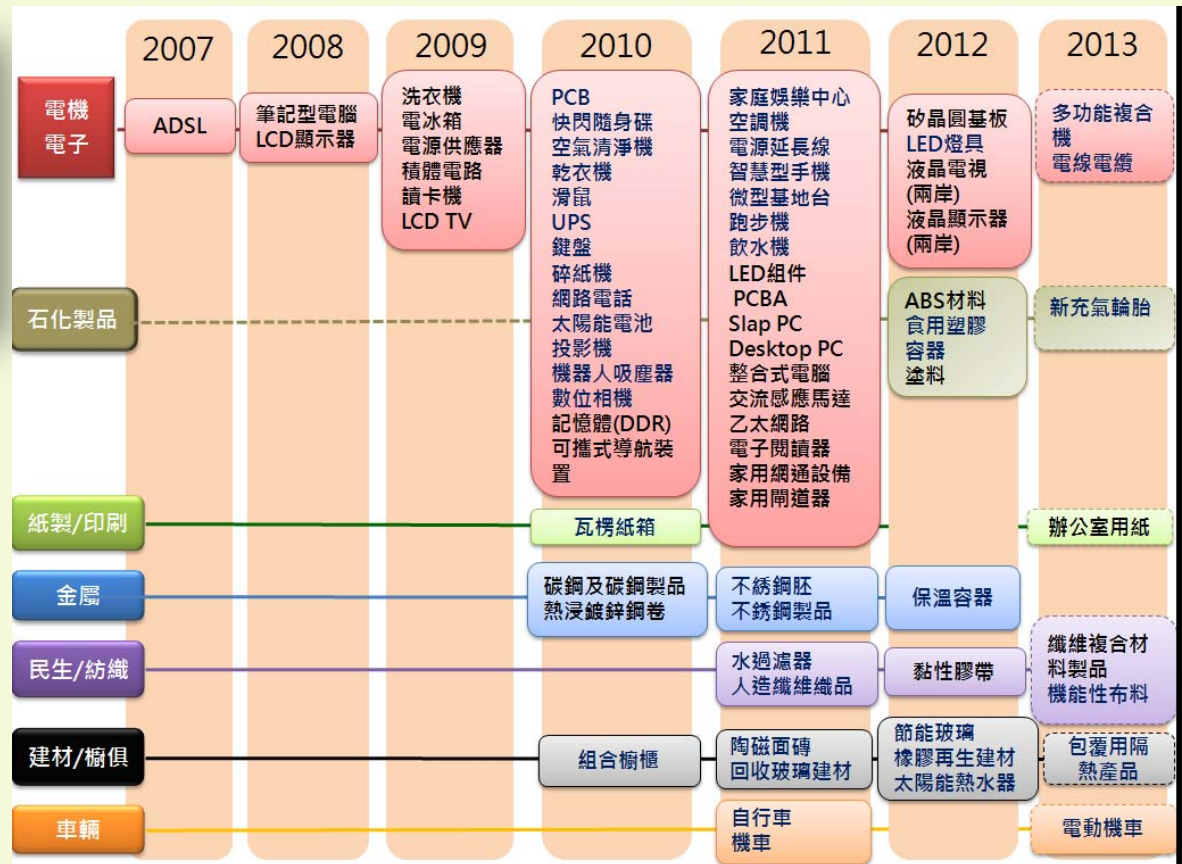 2007
2008
2009
2010
2011
2012
2013
電機
電子
ADSL
筆記型電腦
LCD顯示器
洗衣機
電冰箱
電源供應器
積體電路
讀卡機
LCD TV
PCB
快閃隨身碟
空氣清淨機
乾衣機
滑鼠
UPS
鍵盤
碎紙機
網路電話
太陽能電池
投影機
機器人吸塵器
數位相機
記憶體(DDR)
可攜式導航裝
置
家庭娛樂中心
空調機
電源延長線
智慧型手機
微型基地台
跑步機
飲水機
LED組件
PCBA
Slap PC
Desktop PC
整合式電腦
交流感應馬達
乙太網路
電子閱讀器
家用網通設備
家用閘道器
矽晶圓基板
LED燈具
液晶電視
(兩岸)
液晶顯示器
(兩岸)
多功能複合
機
電線電纜
石化製品
ABS材料
食用塑膠
容器
塗料
新充氣輪胎
紙製/印刷
瓦楞紙箱
辦公室用紙
金屬
碳鋼及碳鋼製品
熱浸鍍鋅鋼卷
不綉鋼胚
不銹鋼製品
保溫容器
民生/紡織
水過濾器
人造纖維織品
黏性膠帶
纖維複合材
料製品
機能性布料
建材/櫥俱
組合櫥櫃
陶磁面磚
回收玻璃建材
節能玻璃
橡膠再生建材
太陽能熱水器
包覆用隔
熱產品
車輛
自行車
機車
電動機車